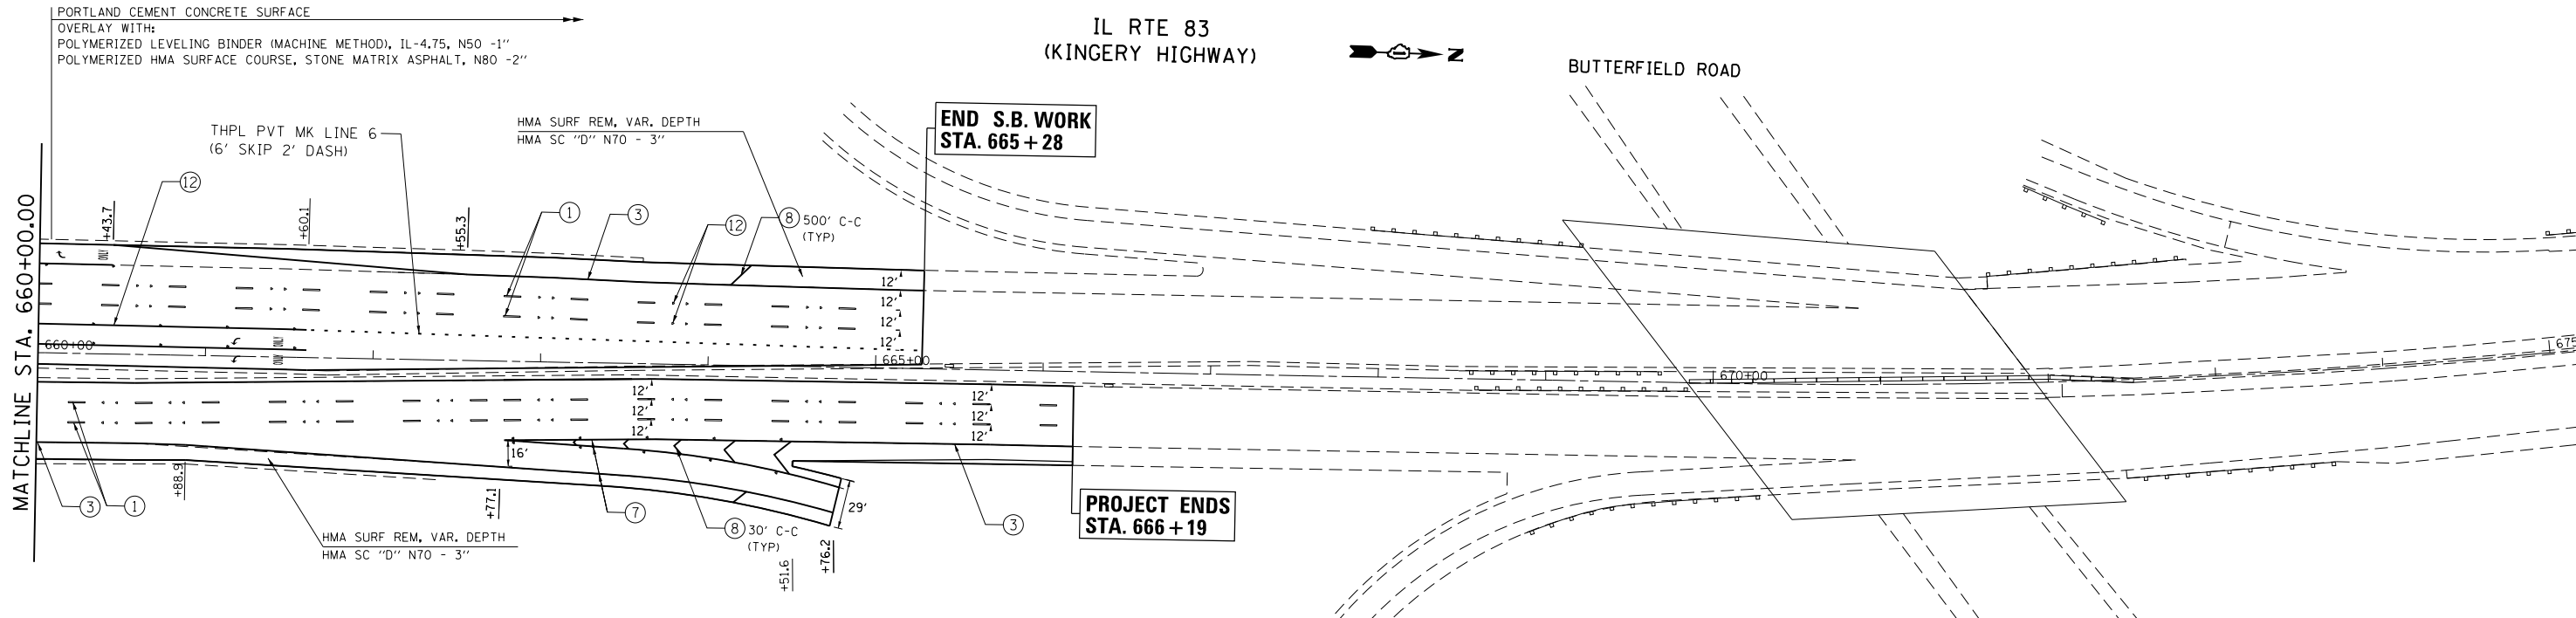 PORTLAND CEMENT CONCRETE SURFACE
OVERLAY WITH:
POLYMERIZED LEVELING BINDER (MACHINE METHOD), IL-4.75, N50 -1"
POLYMERIZED HMA SURFACE COURSE, STONE MATRIX ASPHALT, N80 -2"
IL RTE 83
(KINGERY HIGHWAY)
N
BUTTERFIELD ROAD
THPL PVT MK LINE 6
(6' SKIP 2' DASH)
HMA SURF REM, VAR. DEPTH
HMA SC "D" N70 - 3"
END S.B. WORK
STA. 665+28
MATCHLINE STA. 660+00.00
12
+43.7
+60.1
+55.3
1
3
12
8 500' C-C
(TYP)
ONLY
12'
12'
12'
12'
ONLY
ONLY
660+00
665+00
670+00
675
12'
12'
12'
12'
12'
12'
16'
29'
3
1
+88.9
+77.1
7
8 30' C-C
(TYP)
+51.6
+76.2
3
HMA SURF REM, VAR. DEPTH
HMA SC "D" N70 - 3"
PROJECT ENDS
STA. 666+19